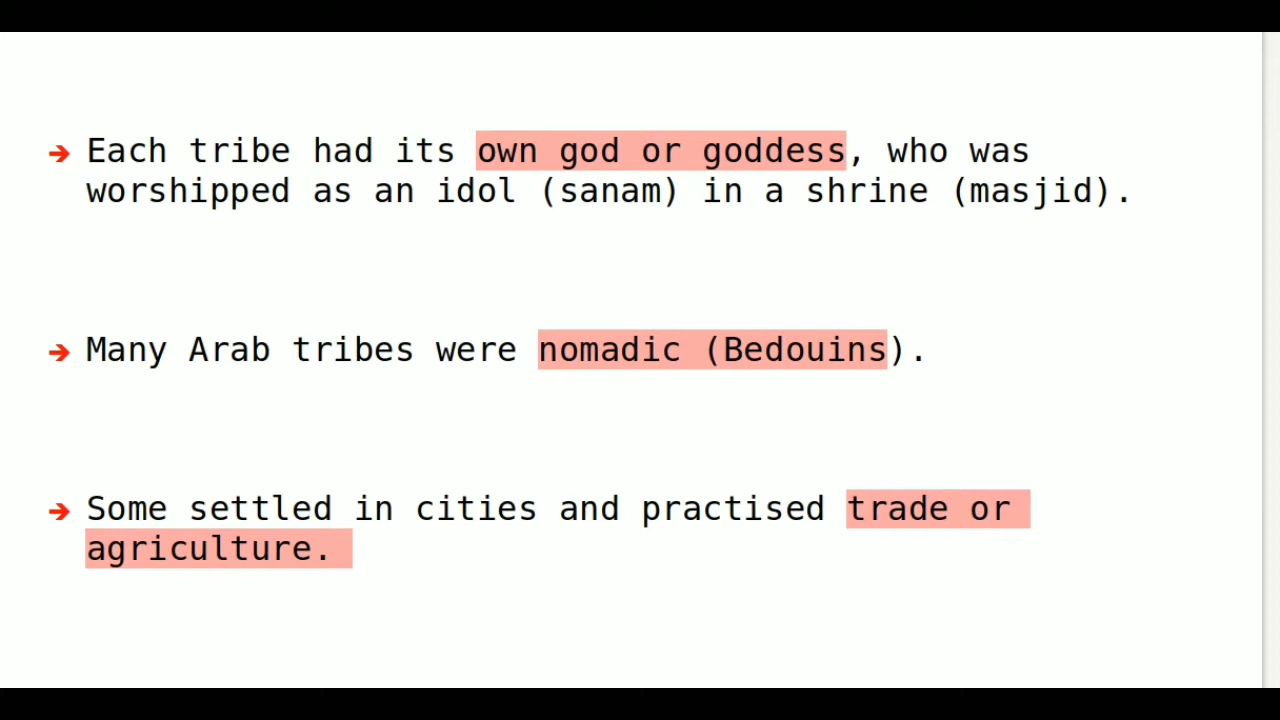 ➔ Each tribe had its own god or goddess, who was
worshipped as an idol (sanam) in a shrine (masjid).
➔ Many Arab tribes were nomadic (Bedouins).
➔ Some settled in cities and practised trade or
agriculture.